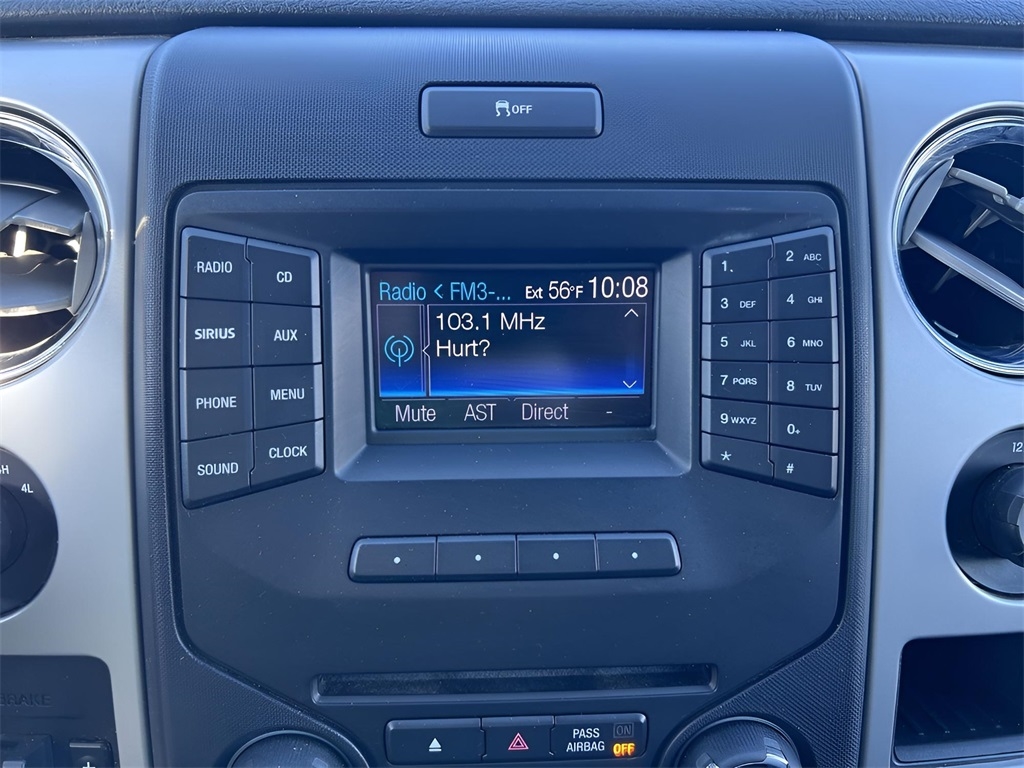 OFF
RADIO
CD
SIRIUS
AUX
PHONE
MENU
SOUND
CLOCK
Radio < FM3-... Ext 56°F 10:08
103.1 MHz
Hurt?
Mute AST Direct -
1
2 ABC
3 DEF
4 GHI
5 JKL
6 MNO
7 PQRS
8 TUV
9 WXYZ
0+
*
#
4L
12
BRAKE
+
PASS
AIRBAG
ON
OFF